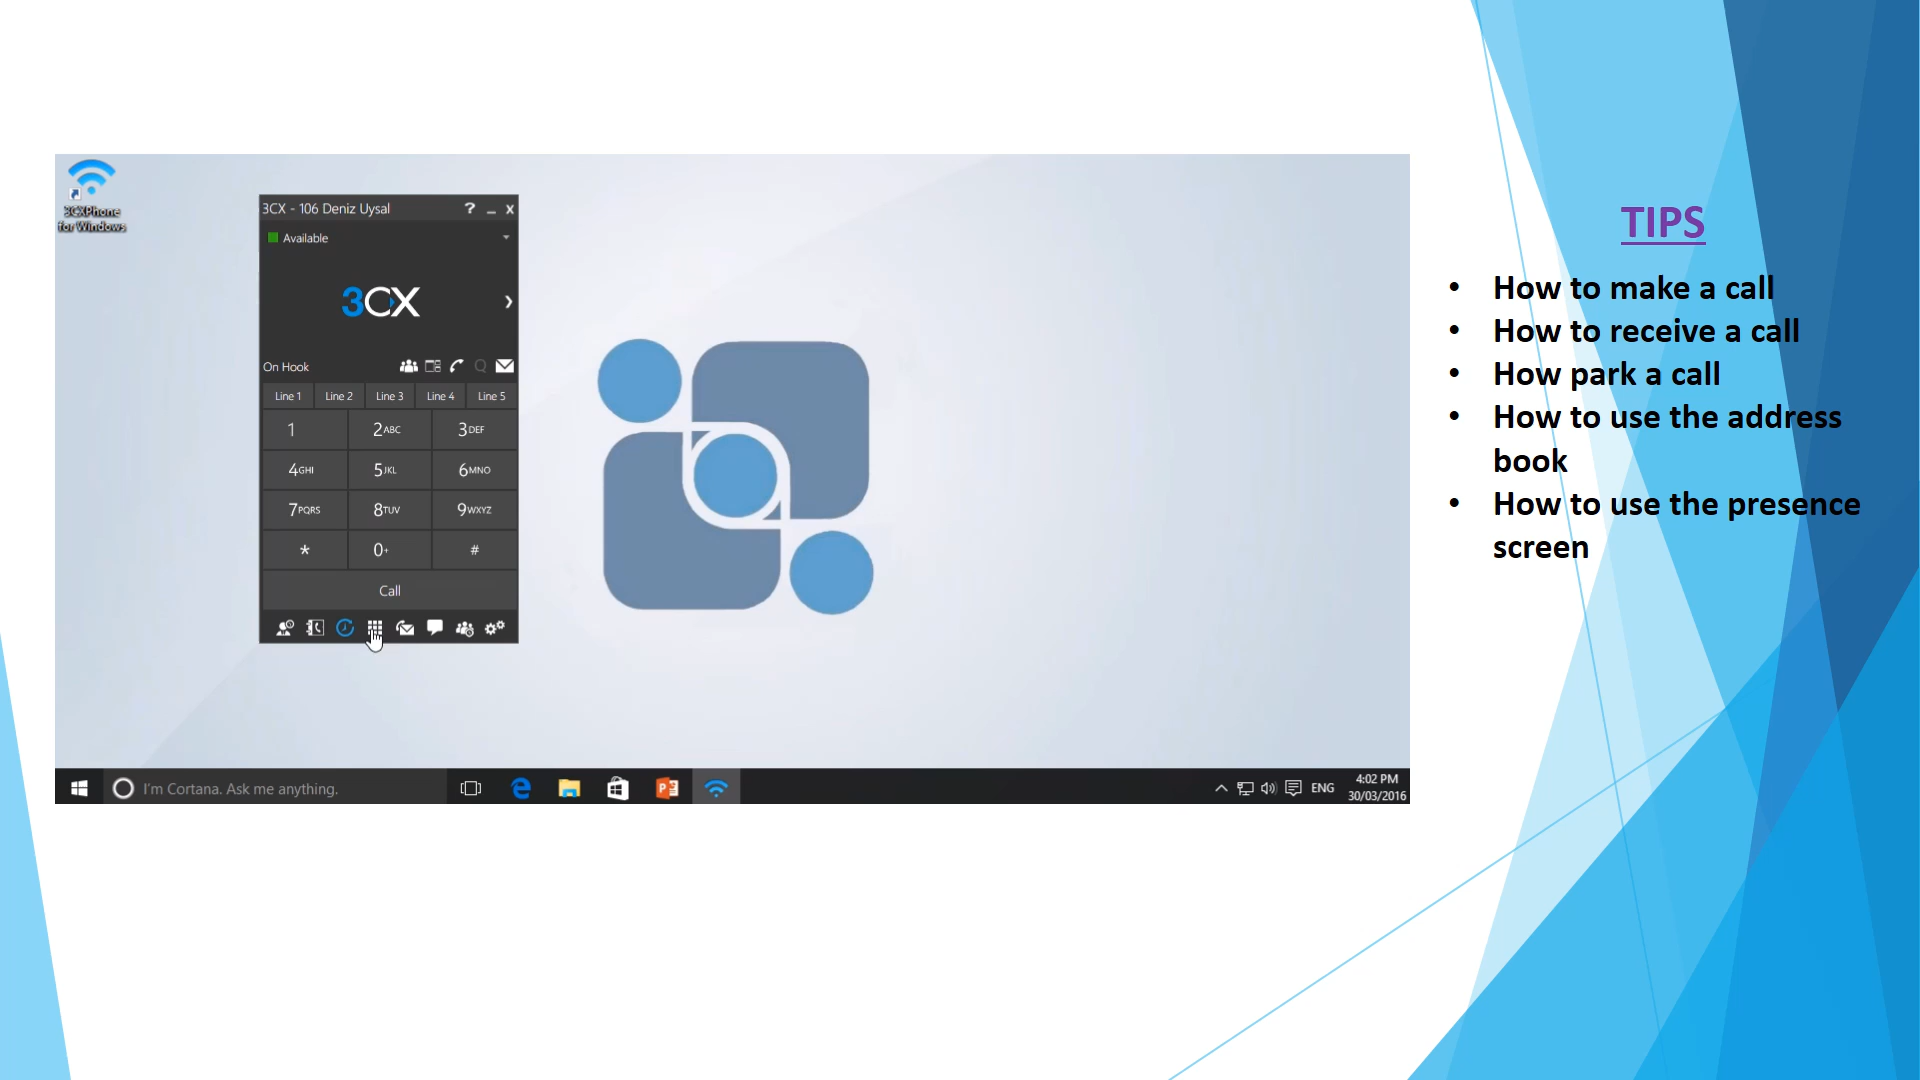 3CXPhone
for Windows
3CX - 106 Deniz Uysal ? _ x
Available
3CX
On Hook
Line 1 Line 2 Line 3 Line 4 Line 5
1 2ABC 3DEF
4GHI 5JKL 6MNO
7PQRS 8TUV 9WXYZ
* 0+ #
Call
I'm Cortana. Ask me anything.
ENG
4:02 PM
30/03/2016
TIPS
• How to make a call
• How to receive a call
• How park a call
• How to use the address
book
• How to use the presence
screen